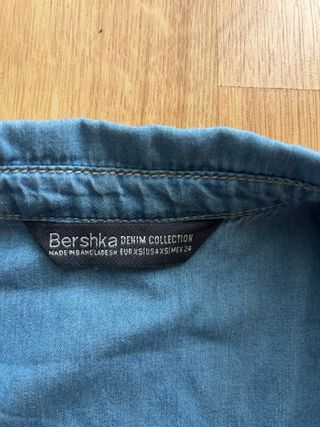 Bershka DENIM COLLECTION
MADE IN BANGLADESH EUR XS|USA XS|MEX 24